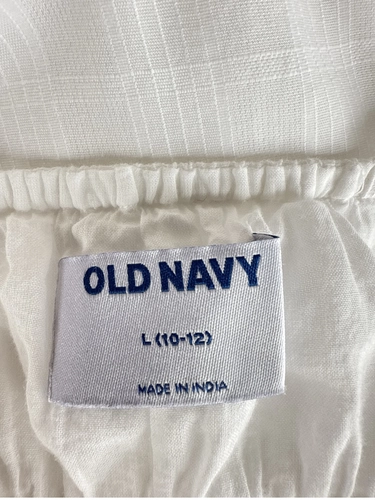 OLD NAVY
L (10-12)
MADE IN INDIA